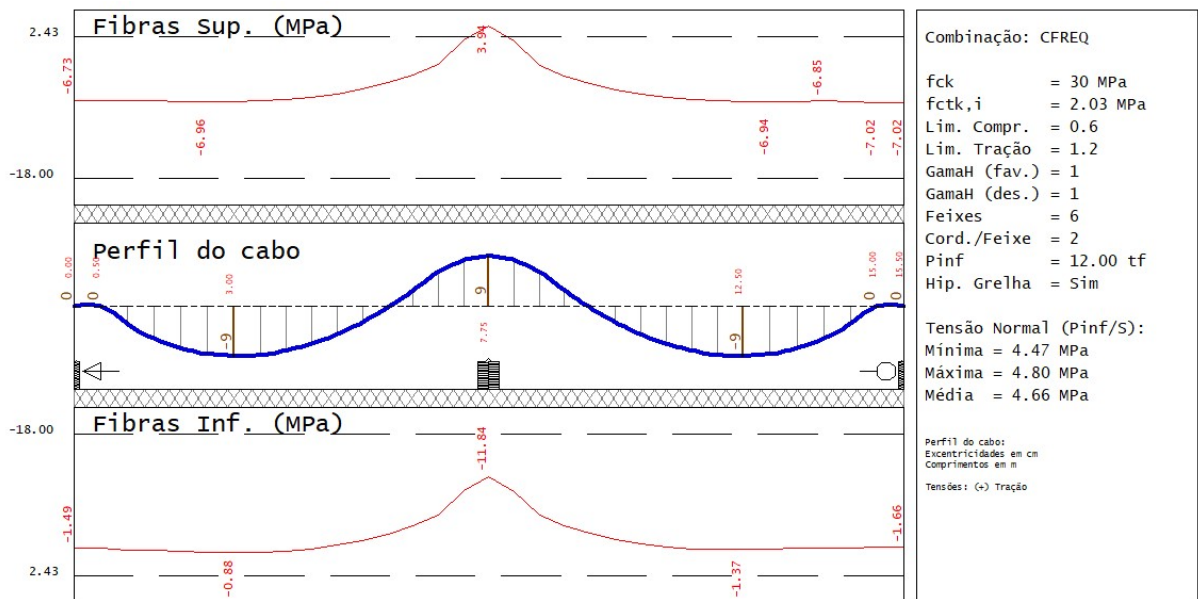 Fibras Sup. (MPa)
2.43
-18.00
-6.73
-6.96
3.94
-6.94
-6.85
-7.02
-7.02
Perfil do cabo
0.00
0.50
3.00
7.75
12.50
15.00
15.50
0
0
-9
9
-9
0
0
Fibras Inf. (MPa)
-18.00
2.43
-1.49
-0.88
-11.84
-1.37
-1.66
Combinação: CFREQ
fck = 30 MPa
fctk,i = 2.03 MPa
Lim. Compr. = 0.6
Lim. Tração = 1.2
GamaH (fav.) = 1
GamaH (des.) = 1
Feixes = 6
Cord./Feixe = 2
Pinf = 12.00 tf
Hip. Grelha = Sim
Tensão Normal (Pinf/S):
Mínima = 4.47 MPa
Máxima = 4.80 MPa
Média = 4.66 MPa
Perfil do cabo:
Excentricidades em cm
Comprimentos em m
Tensões: (+) Tração